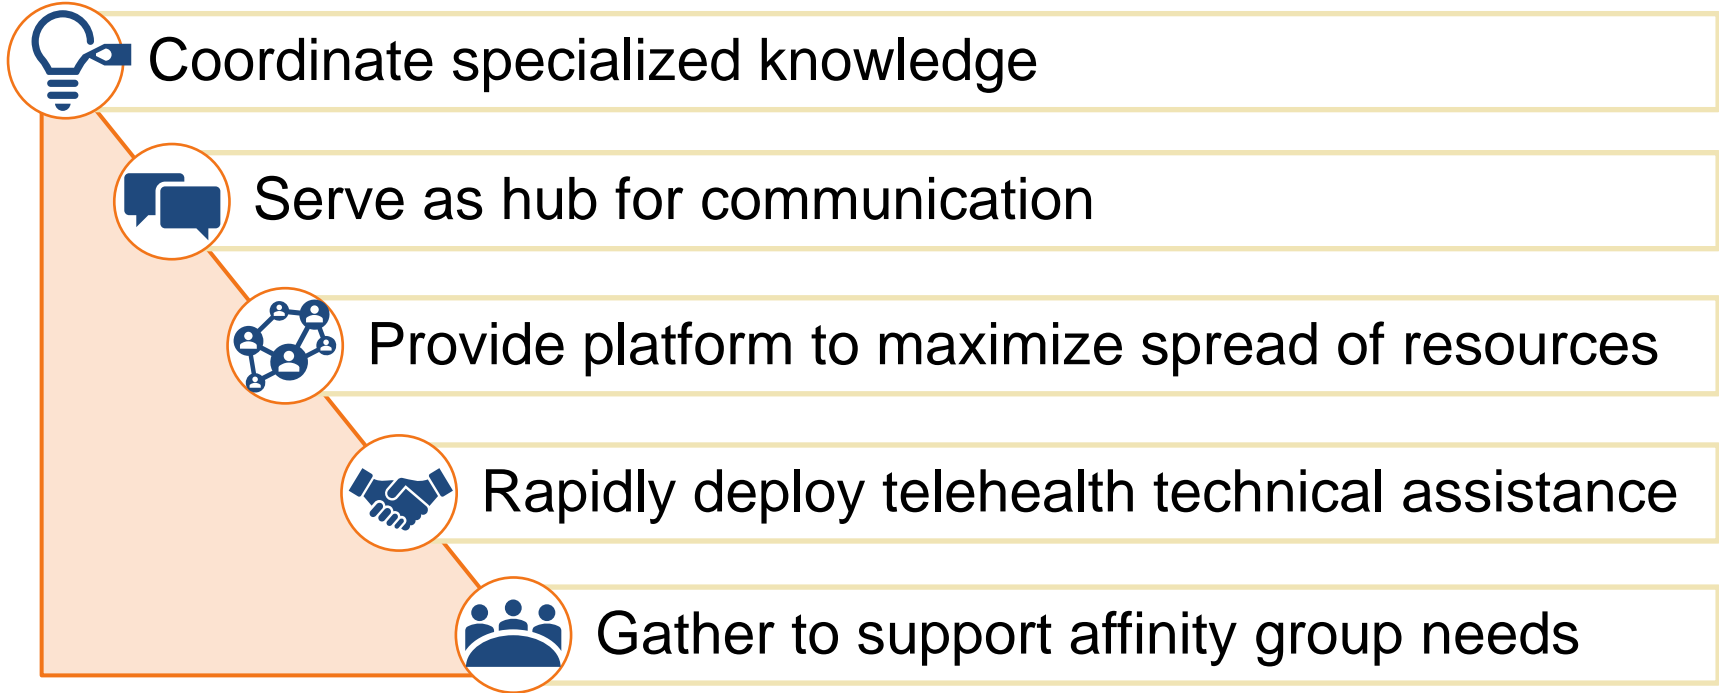 Coordinate specialized knowledge
Serve as hub for communication
Provide platform to maximize spread of resources
Rapidly deploy telehealth technical assistance
Gather to support affinity group needs